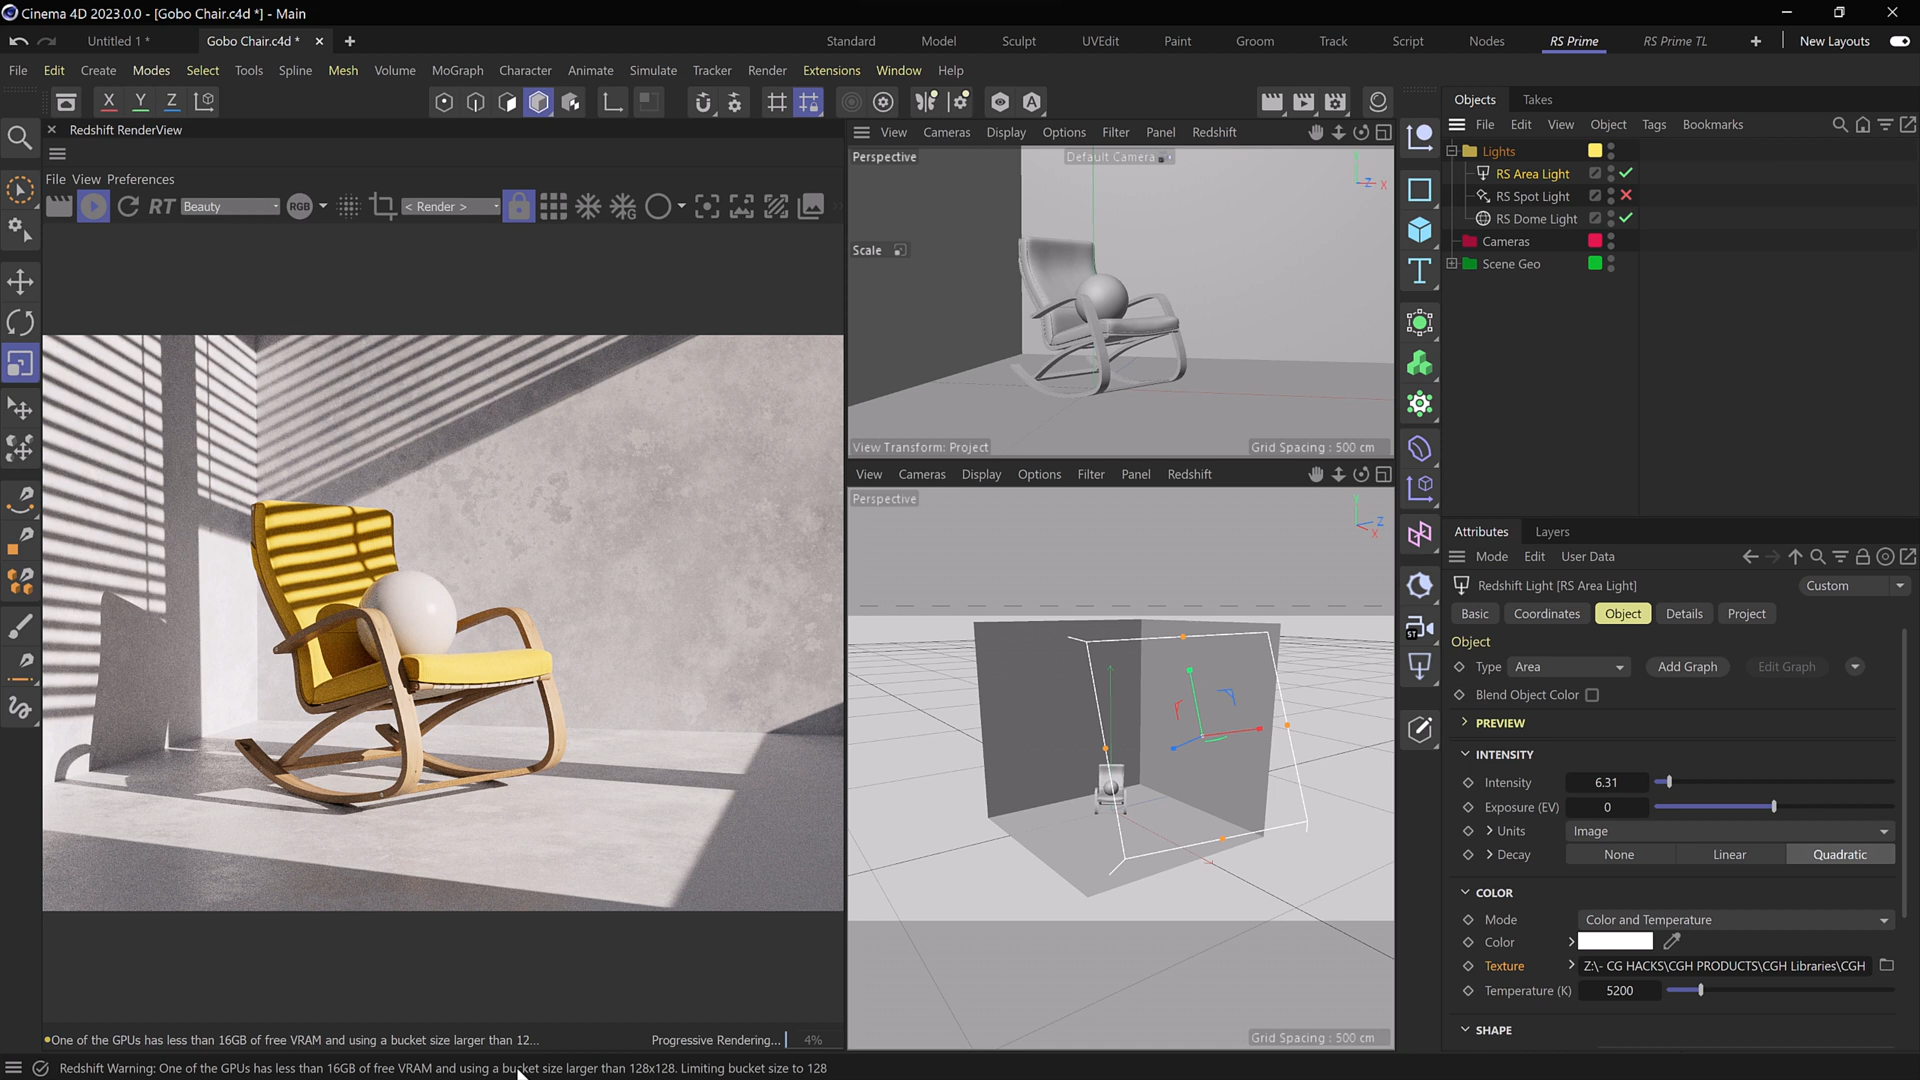 Cinema 4D 2023.0.0 - [Gobo Chair.c4d *] - Main
Untitled 1 *
Gobo Chair.c4d *
Standard Model Sculpt UVEdit Paint Groom Track Script Nodes RS Prime RS Prime TL New Layouts
File Edit Create Modes Select Tools Spline Mesh Volume MoGraph Character Animate Simulate Tracker Render Extensions Window Help
X Y Z
Redshift RenderView
File View Preferences
RT Beauty RGB < Render >
View Cameras Display Options Filter Panel Redshift
Perspective
Default Camera
Scale
View Transform: Project
Grid Spacing : 500 cm
View Cameras Display Options Filter Panel Redshift
Perspective
Grid Spacing : 500 cm
Objects Takes
File Edit View Object Tags Bookmarks
Lights
RS Area Light
RS Spot Light
RS Dome Light
Cameras
Scene Geo
Attributes Layers
Mode Edit User Data
Redshift Light [RS Area Light]
Custom
Basic Coordinates Object Details Project
Object
Type Area Add Graph Edit Graph
Blend Object Color
PREVIEW
INTENSITY
Intensity 6.31
Exposure (EV) 0
Units Image
Decay None Linear Quadratic
COLOR
Mode Color and Temperature
Color
Texture Z:\- CG HACKS\CGH PRODUCTS\CGH Libraries\CGH
Temperature (K) 5200
SHAPE
One of the GPUs has less than 16GB of free VRAM and using a bucket size larger than 12...
Progressive Rendering... 4%
Redshift Warning: One of the GPUs has less than 16GB of free VRAM and using a bucket size larger than 128x128. Limiting bucket size to 128